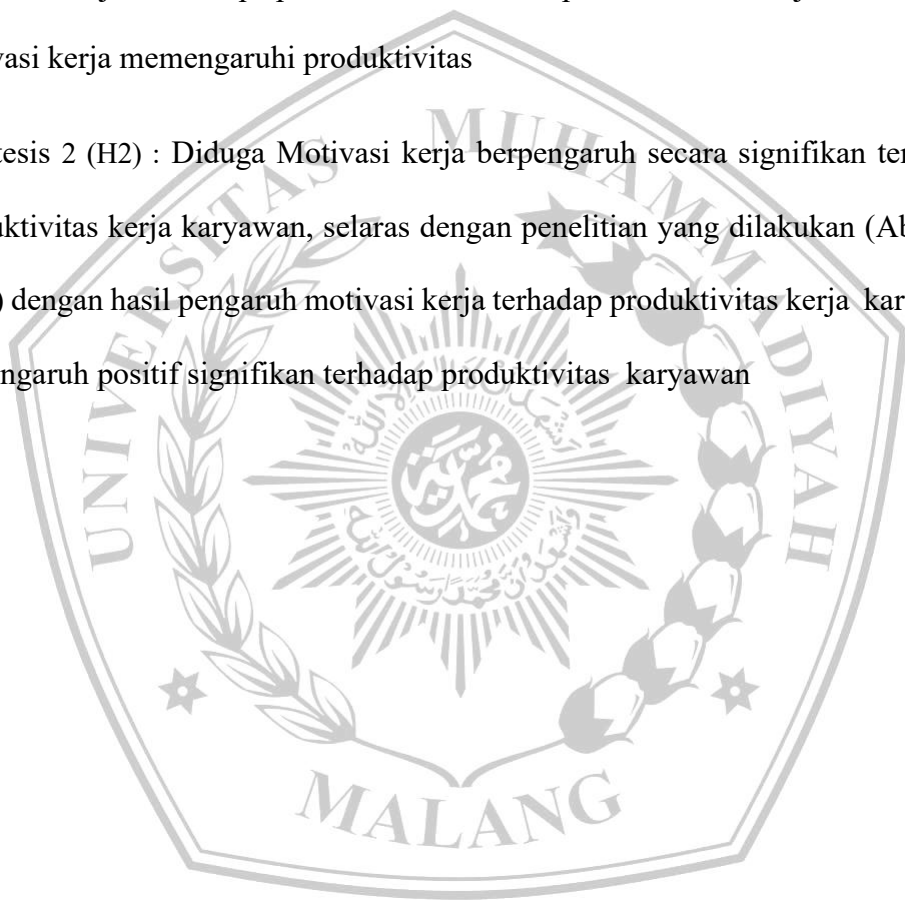 vasi kerja memengaruhi produktivitas
tesis 2 (H2) : Diduga Motivasi kerja berpengaruh secara signifikan ter
uktivitas kerja karyawan, selaras dengan penelitian yang dilakukan (Ab
) dengan hasil pengaruh motivasi kerja terhadap produktivitas kerja kar
ngaruh positif signifikan terhadap produktivitas karyawan
UNIVERSITAS MUHAMMADIYAH
MALANG